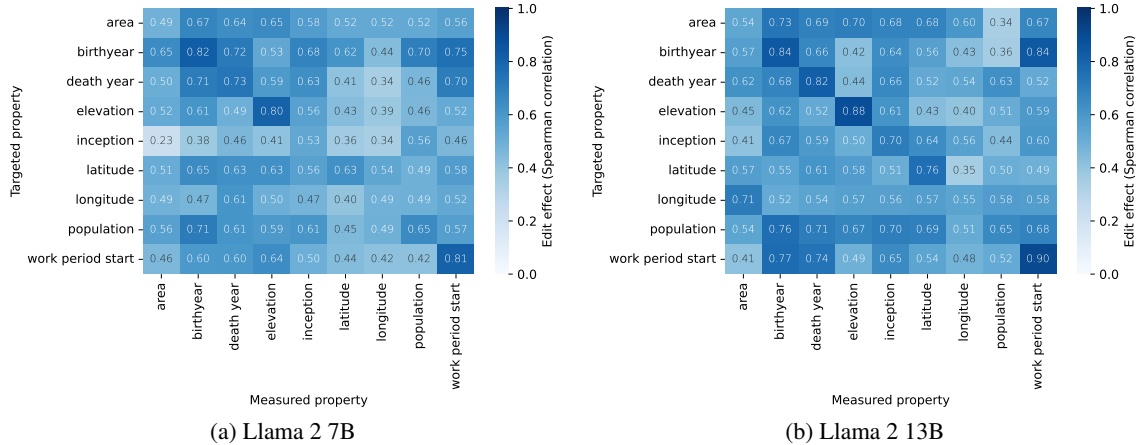 area 0.49 0.67 0.64 0.65 0.58 0.52 0.52 0.52 0.56
birthyear 0.65 0.82 0.72 0.53 0.68 0.62 0.44 0.70 0.75
death year 0.50 0.71 0.73 0.59 0.63 0.41 0.34 0.46 0.70
elevation 0.52 0.61 0.49 0.80 0.56 0.43 0.39 0.46 0.52
inception 0.23 0.38 0.46 0.41 0.53 0.36 0.34 0.56 0.46
latitude 0.51 0.65 0.63 0.63 0.56 0.63 0.54 0.49 0.58
longitude 0.49 0.47 0.61 0.50 0.47 0.40 0.49 0.49 0.52
population 0.56 0.71 0.61 0.59 0.61 0.45 0.49 0.65 0.57
work period start 0.46 0.60 0.60 0.64 0.50 0.44 0.42 0.42 0.81
Targeted property
area
birthyear
death year
elevation
inception
latitude
longitude
population
work period start
Measured property
1.0
0.8
0.6
0.4
0.2
0.0
Edit effect (Spearman correlation)
(a) Llama 2 7B
area 0.54 0.73 0.69 0.70 0.68 0.68 0.60 0.34 0.67
birthyear 0.57 0.84 0.66 0.42 0.64 0.56 0.43 0.36 0.84
death year 0.62 0.68 0.82 0.44 0.66 0.52 0.54 0.63 0.52
elevation 0.45 0.62 0.52 0.88 0.61 0.43 0.40 0.51 0.59
inception 0.41 0.67 0.59 0.50 0.70 0.64 0.56 0.44 0.60
latitude 0.57 0.55 0.61 0.58 0.51 0.76 0.35 0.50 0.49
longitude 0.71 0.52 0.54 0.57 0.56 0.57 0.55 0.58 0.58
population 0.54 0.76 0.71 0.67 0.70 0.69 0.51 0.65 0.68
work period start 0.41 0.77 0.74 0.49 0.65 0.54 0.48 0.52 0.90
Targeted property
area
birthyear
death year
elevation
inception
latitude
longitude
population
work period start
Measured property
1.0
0.8
0.6
0.4
0.2
0.0
Edit effect (Spearman correlation)
(b) Llama 2 13B